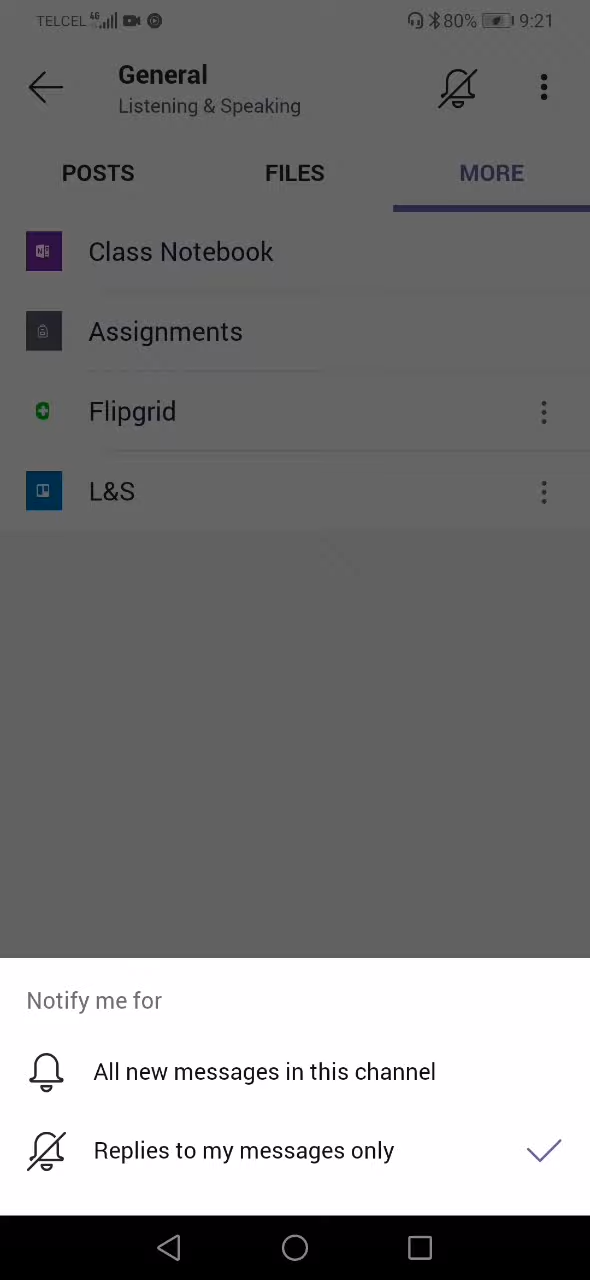 TELCEL 4G 80% 9:21
General
Listening & Speaking
POSTS FILES MORE
Class Notebook
Assignments
Flipgrid
L&S
Notify me for
All new messages in this channel
Replies to my messages only